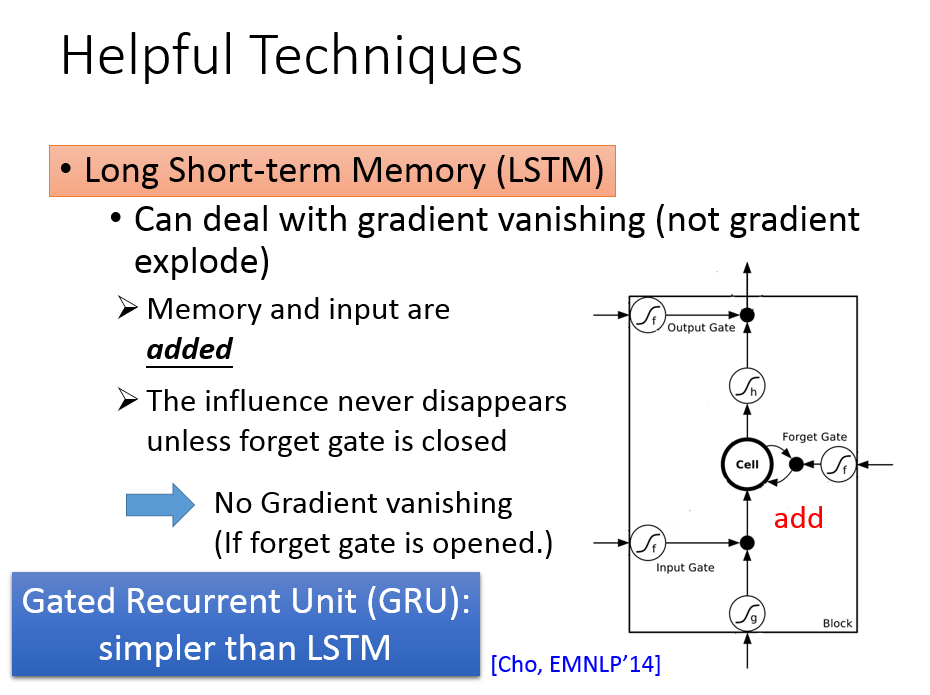 Helpful Techniques
• Long Short-term Memory (LSTM)
• Can deal with gradient vanishing (not gradient
explode)
➢ Memory and input are
added
➢ The influence never disappears
unless forget gate is closed
No Gradient vanishing
(If forget gate is opened.)
Gated Recurrent Unit (GRU):
simpler than LSTM
[Cho, EMNLP’14]
f
Output Gate
h
Forget Gate
Cell
f
add
f
Input Gate
g
Block